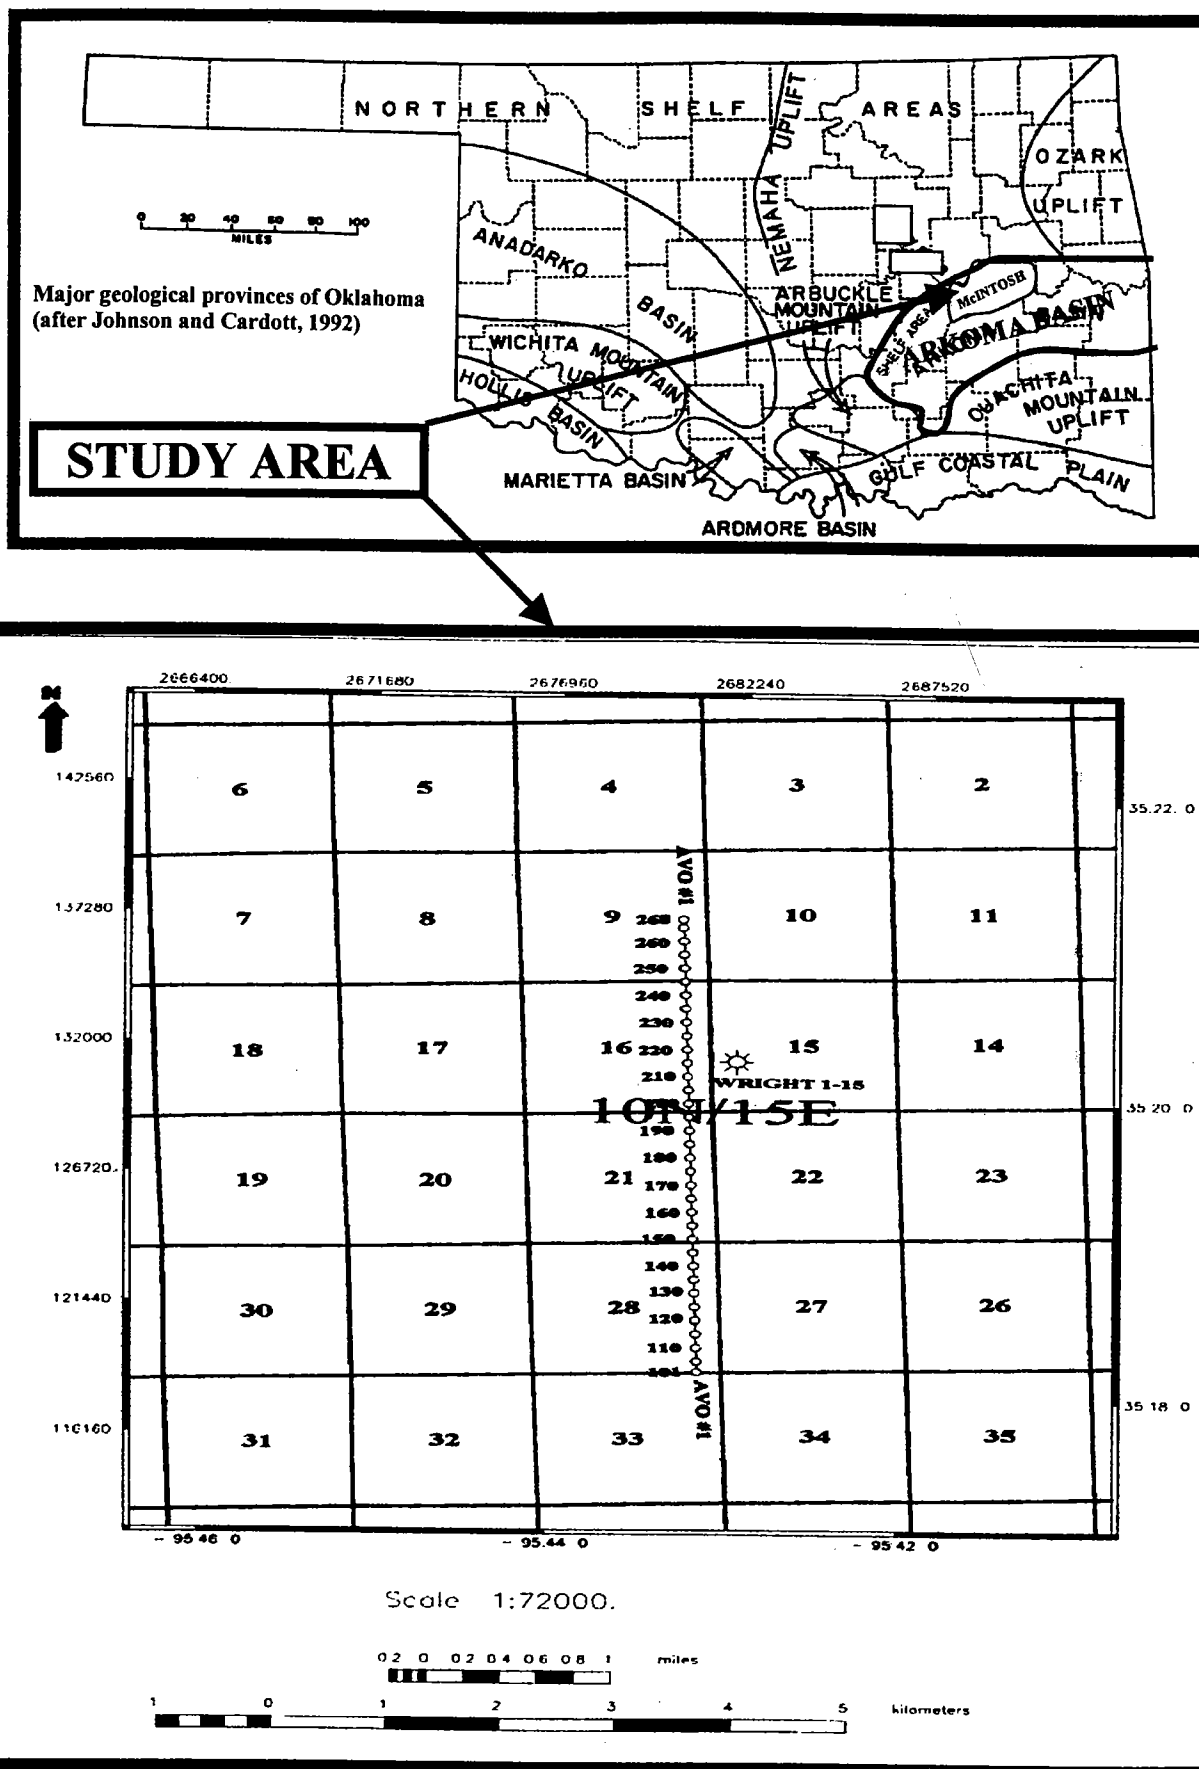 NORTHERN SHELF AREAS
NEMAHA UPLIFT
OZARK
UPLIFT
0 20 40 60 80 100
MILES
ANADARKO
BASIN
Major geological provinces of Oklahoma
(after Johnson and Cardott, 1992)
ARBUCKLE
MOUNTAIN
UPLIFT
McINTOSH
SHELF AREA
ARKOMA BASIN
WICHITA MOUNTAIN
UPLIFT
HOLLIS
BASIN
OUACHITA
MOUNTAIN
UPLIFT
STUDY AREA
MARIETTA BASIN
GULF COASTAL PLAIN
ARDMORE BASIN
2666400. 2671680 2676960 2682240 2687520
142560
6 5 4 3 2
35.22. 0
AVO #1
137280
7 8 9 10 11
268
260
250
240
230
132000
18 17 16 15 14
220
210
WRIGHT 1-15
10N/15E
35 20 0
190
180
126720.
19 20 21 22 23
170
160
150
140
130
121440
30 29 28 27 26
120
110
101
AVO #1
35 18 0
116160
31 32 33 34 35
- 95 46 0 - 95.44 0 - 95 42 0
Scale 1:72000.
0 2 0 0 2 0 4 0 6 0 8 1 miles
1 0 1 2 3 4 5 kilometers